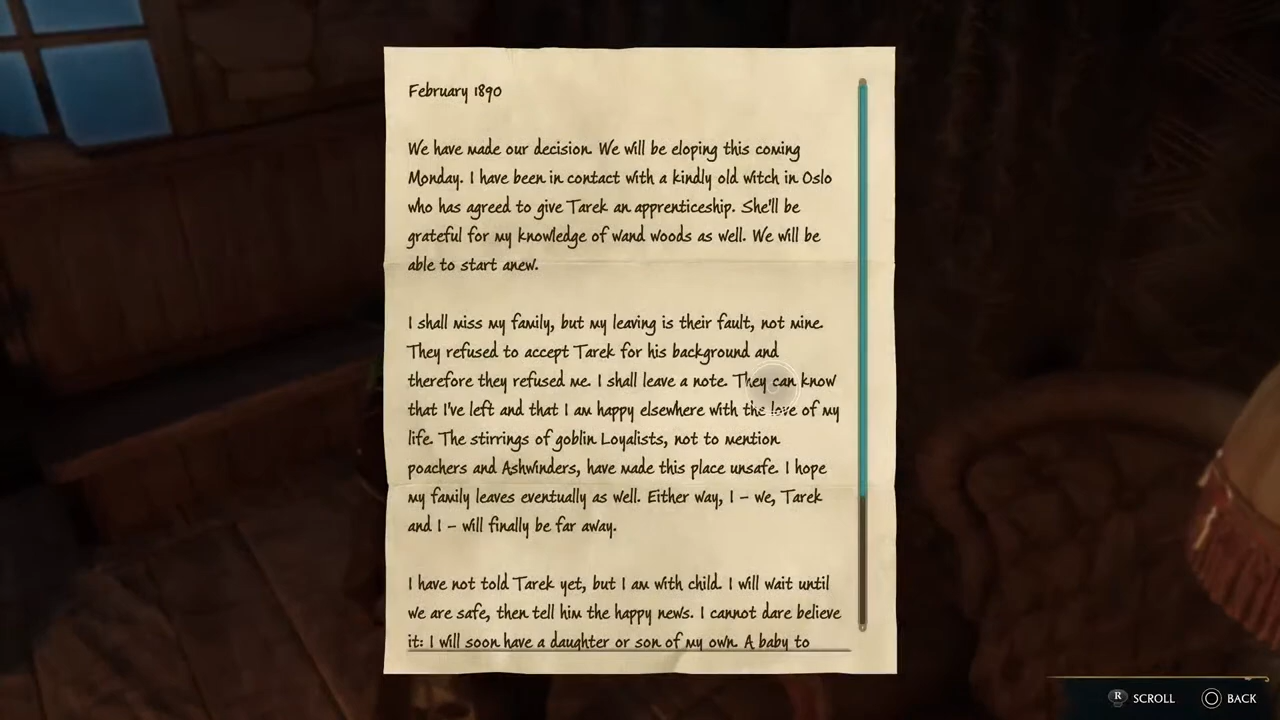 February 1890
We have made our decision. We will be eloping this coming
Monday. I have been in contact with a kindly old witch in Oslo
who has agreed to give Tarek an apprenticeship. She'll be
grateful for my knowledge of wand woods as well. We will be
able to start anew.
I shall miss my family, but my leaving is their fault, not mine.
They refused to accept Tarek for his background and
therefore they refused me. I shall leave a note. They can know
that I've left and that I am happy elsewhere with the love of my
life. The stirrings of goblin Loyalists, not to mention
poachers and Ashwinders, have made this place unsafe. I hope
my family leaves eventually as well. Either way, I – we, Tarek
and I – will finally be far away.
I have not told Tarek yet, but I am with child. I will wait until
we are safe, then tell him the happy news. I cannot dare believe
it: I will soon have a daughter or son of my own. A baby to
R SCROLL BACK